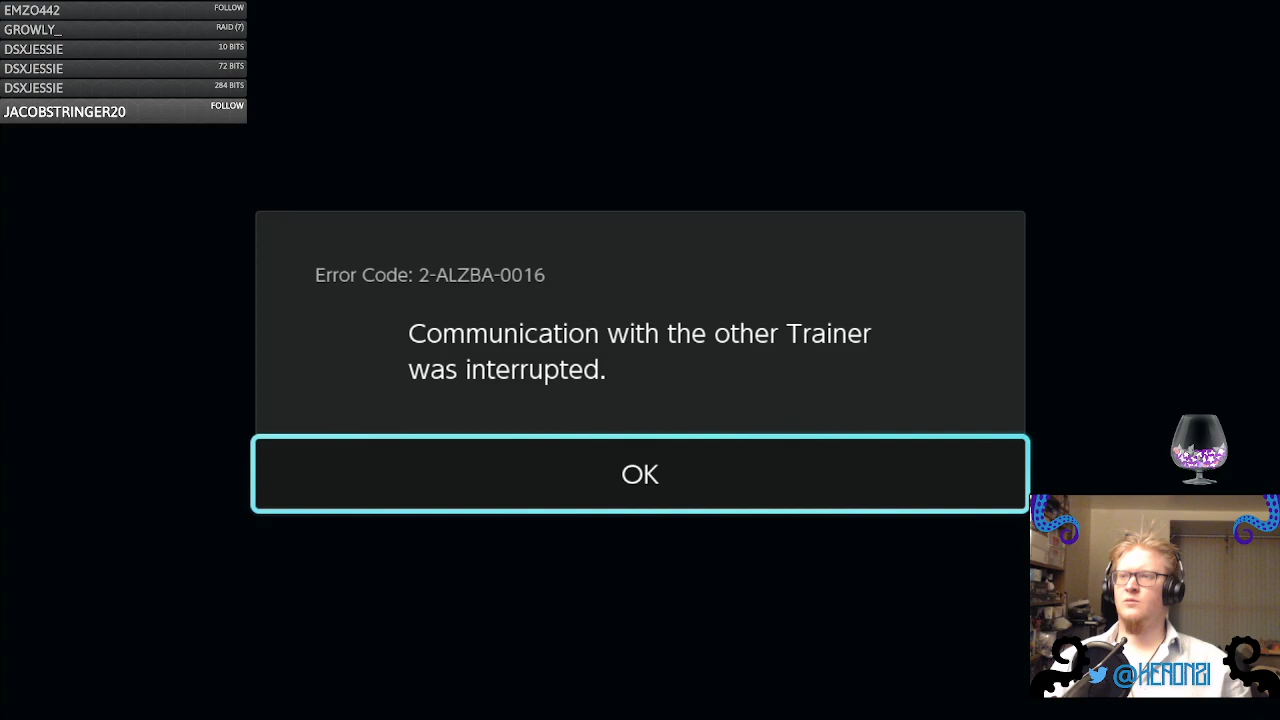 EMZO442 FOLLOW
GROWLY_ RAID (7)
DSXJESSIE 10 BITS
DSXJESSIE 72 BITS
DSXJESSIE 284 BITS
JACOBSTRINGER20 FOLLOW
Error Code: 2-ALZBA-0016
Communication with the other Trainer
was interrupted.
OK